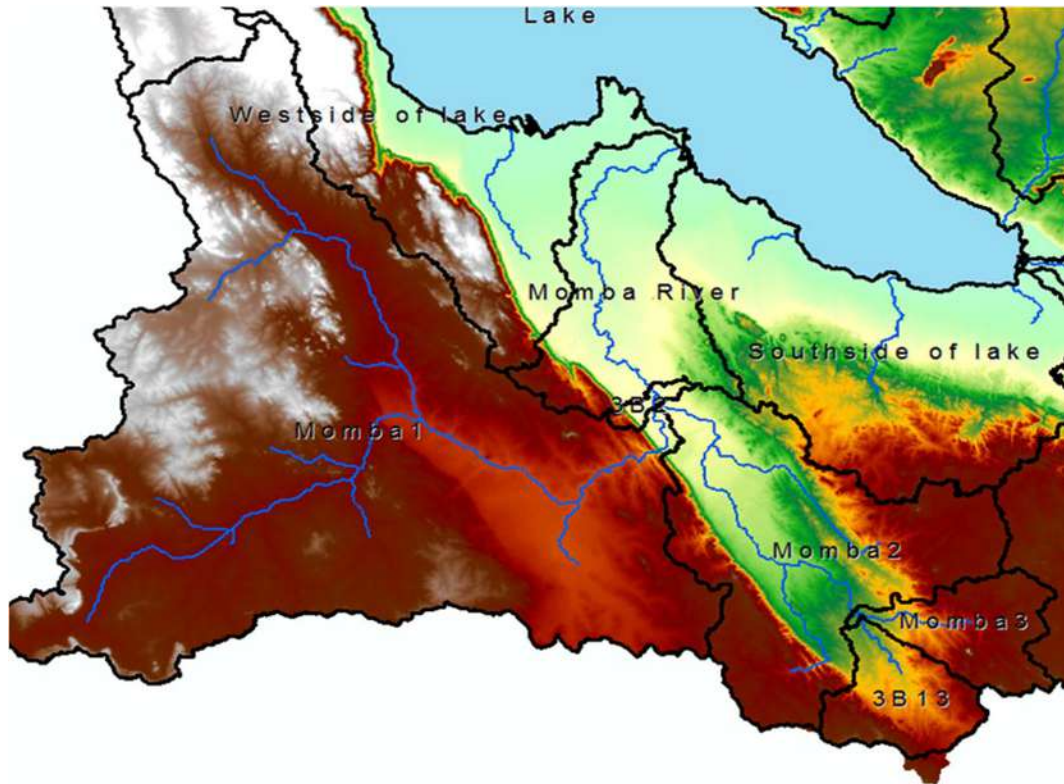 Lake
Westside of lake
Momba River
Southside of lake
3B2
Momba1
Momba2
Momba3
3B13